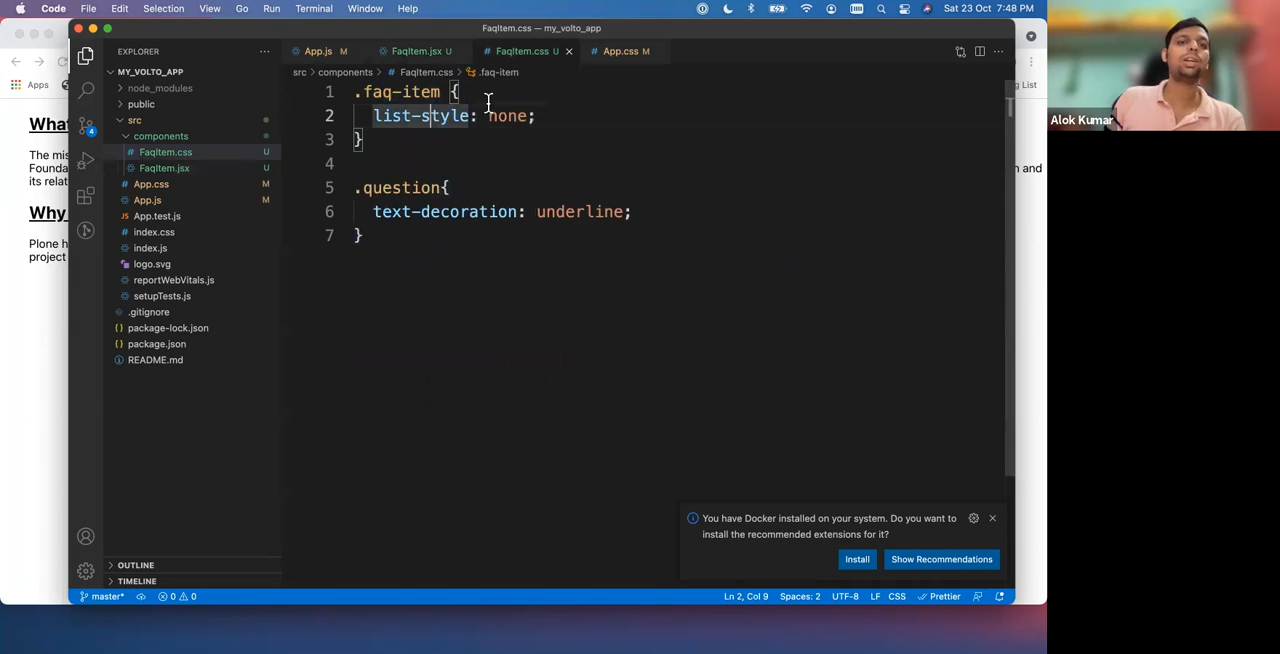 Code File Edit Selection View Go Run Terminal Window Help Sat 23 Oct 7:48 PM
FaqItem.css — my_volto_app
EXPLORER
App.js M FaqItem.jsx U FaqItem.css U App.css M
src components FaqItem.css .faq-item
MY_VOLTO_APP
node_modules
public
src
components
FaqItem.css U
FaqItem.jsx U
App.css M
App.js M
App.test.js
index.css
index.js
logo.svg
reportWebVitals.js
setupTests.js
.gitignore
package-lock.json
package.json
README.md
OUTLINE
TIMELINE
4
1 .faq-item {
2 list-style: none;
3 }
4
5 .question{
6 text-decoration: underline;
7 }
You have Docker installed on your system. Do you want to
install the recommended extensions for it?
Install Show Recommendations
master* 0 0 Ln 2, Col 9 Spaces: 2 UTF-8 LF CSS Prettier
Apps
g List
What
The mis
Founda
n and
its relat
Why
Plone h
project
Alok Kumar